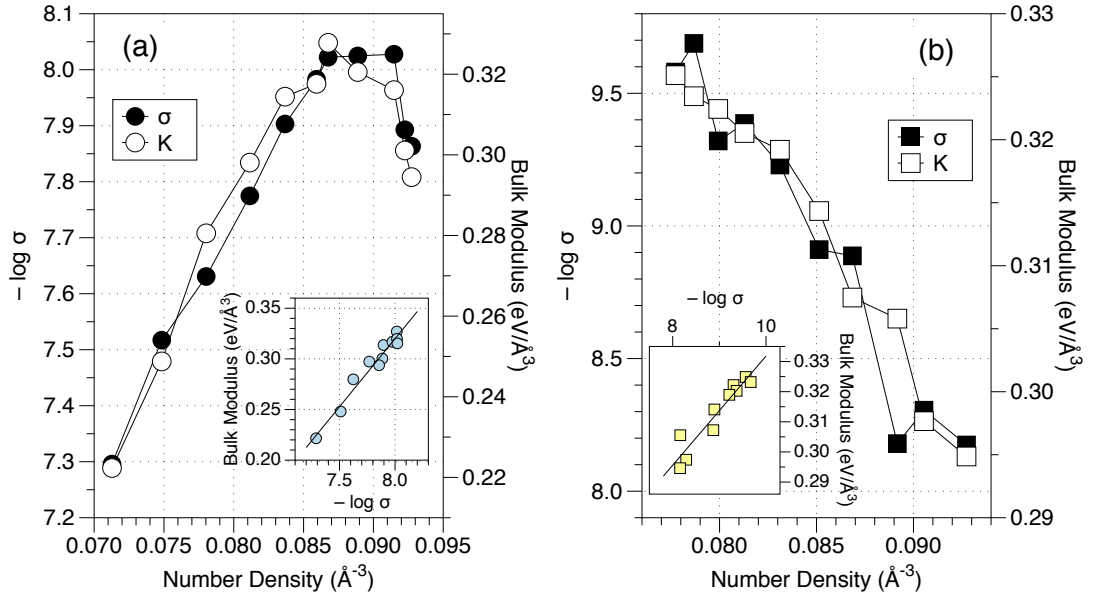 (a)
8.1
8.0
7.9
7.8
7.7
7.6
7.5
7.4
7.3
7.2
– log σ
0.070
0.075
0.080
0.085
0.090
0.095
Number Density (Å-3)
0.32
0.30
0.28
0.26
0.24
0.22
Bulk Modulus (eV/Å3)
σ
K
0.35
0.30
0.25
0.20
Bulk Modulus (eV/Å3)
7.5
8.0
– log σ
(b)
9.5
9.0
8.5
8.0
– log σ
0.080
0.085
0.090
Number Density (Å-3)
0.33
0.32
0.31
0.30
0.29
Bulk Modulus (eV/Å3)
σ
K
– log σ
8
10
0.33
0.32
0.31
0.30
0.29
Bulk Modulus (eV/Å3)